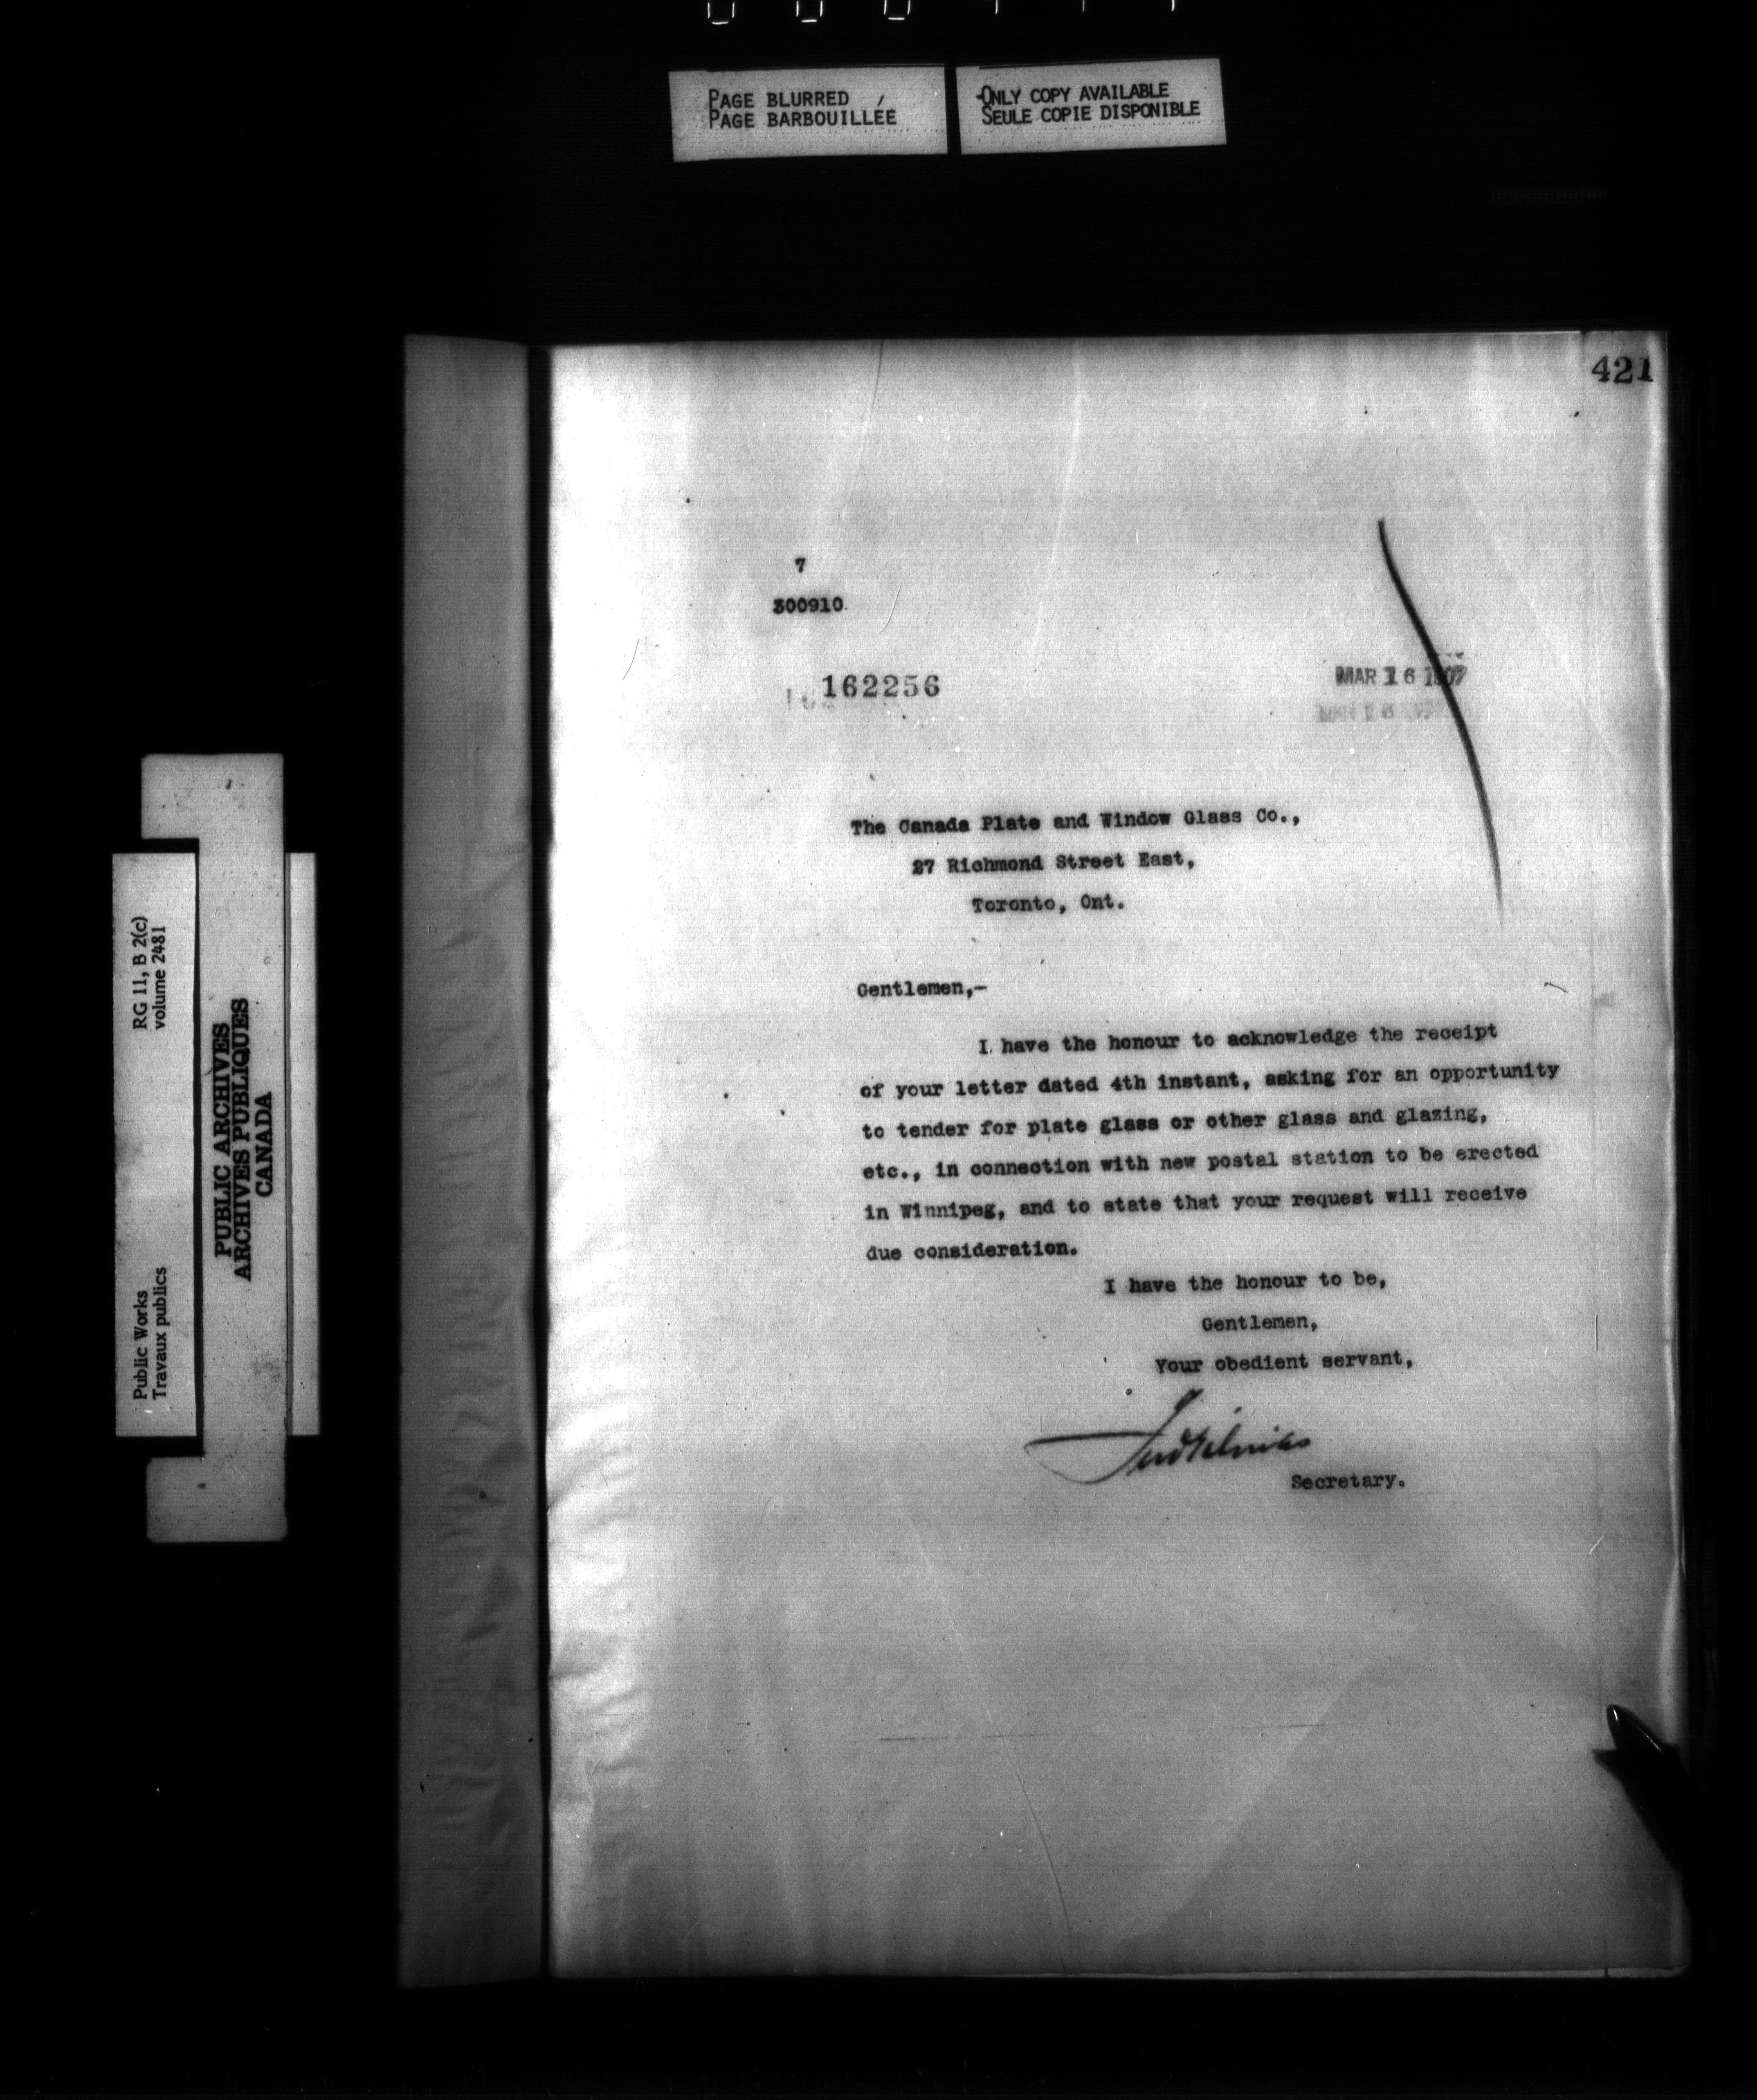 PAGE BLURRED
PAGE BARBOUILLÉE
ONLY COPY AVAILABLE
SEULE COPIE DISPONIBLE
421
7
300910
162256
MAR 16 1907
The Canada Plate and Window Glass Co.,
27 Richmond Street East,
Toronto, Ont.
Gentlemen,-
I have the honour to acknowledge the receipt
of your letter dated 4th instant, asking for an opportunity
to tender for plate glass or other glass and glazing,
etc., in connection with new postal station to be erected
in Winnipeg, and to state that your request will receive
due consideration.
I have the honour to be,
Gentlemen,
Your obedient servant,
Secretary.
RG 11, B 2(c)
volume 2481
Public Works
Travaux publics
PUBLIC ARCHIVES
ARCHIVES PUBLIQUES
CANADA